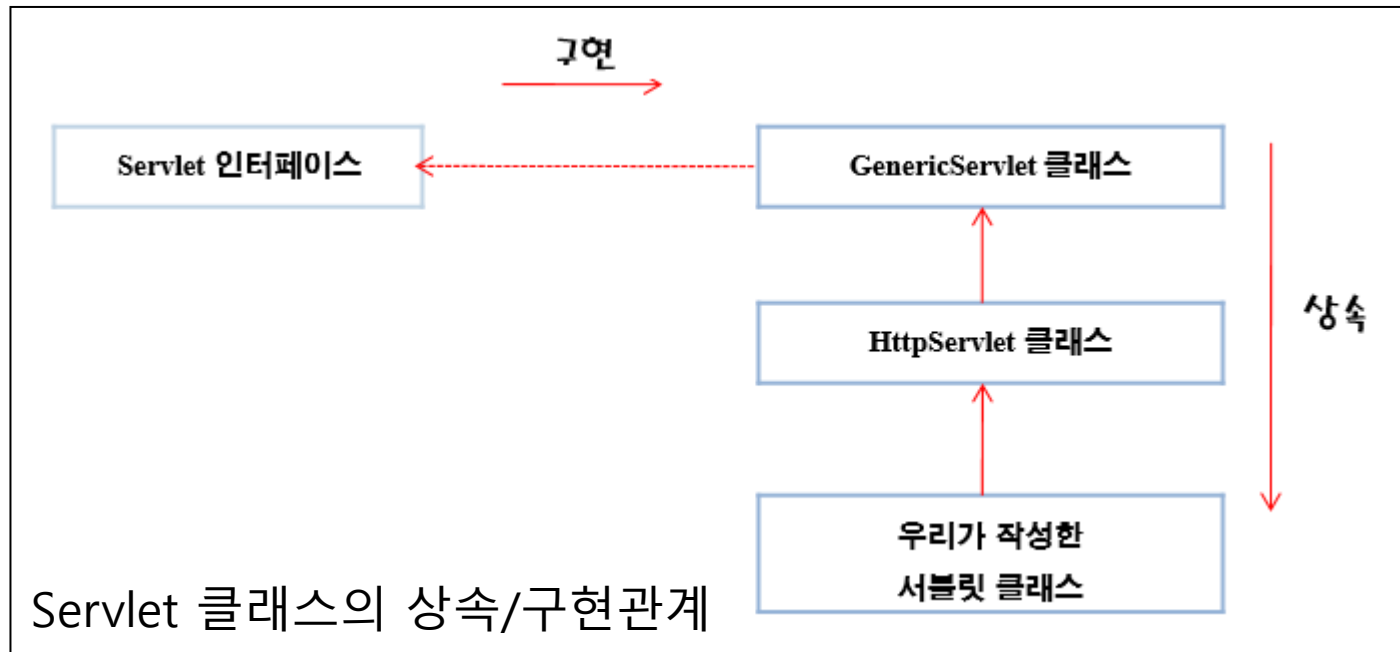 구현
Servlet 인터페이스
GenericServlet 클래스
HttpServlet 클래스
상속
우리가 작성한
서블릿 클래스
Servlet 클래스의 상속/구현관계